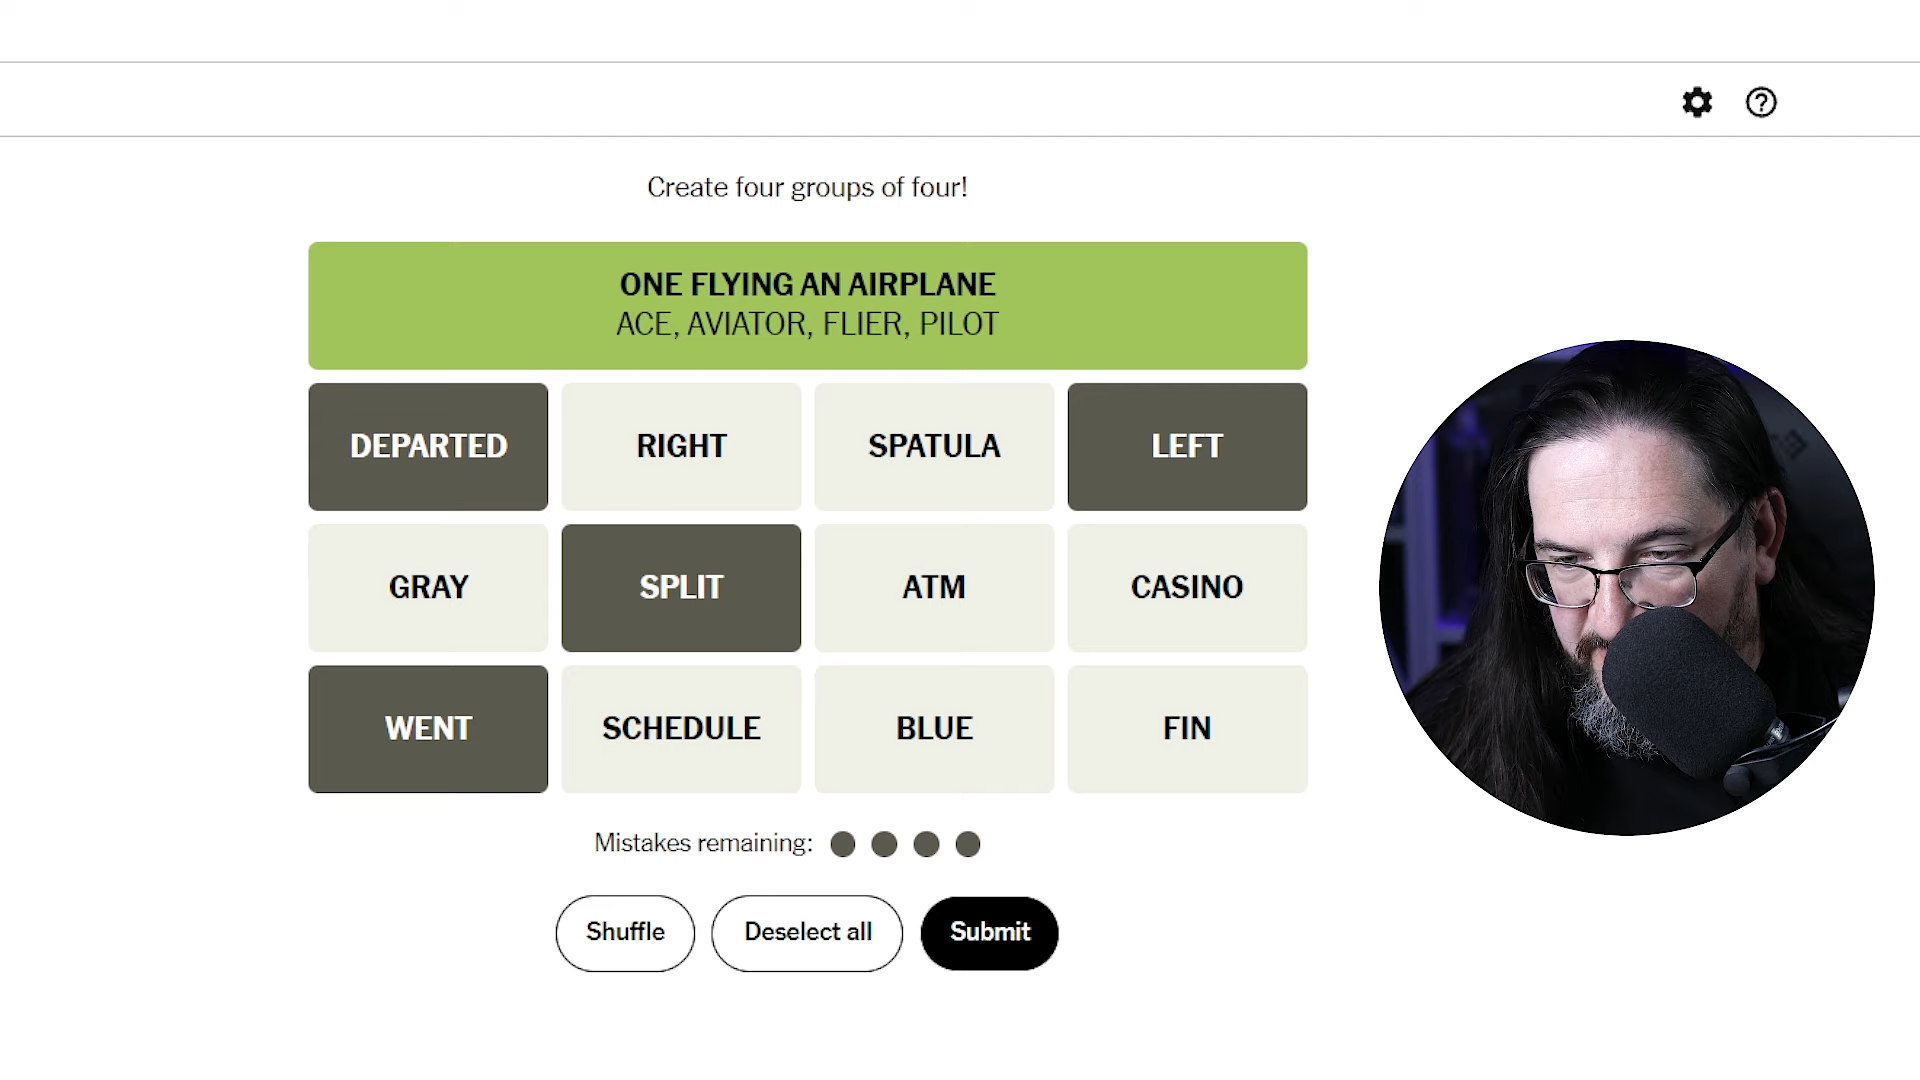 Create four groups of four!
ONE FLYING AN AIRPLANE
ACE, AVIATOR, FLIER, PILOT
DEPARTED RIGHT SPATULA LEFT
GRAY SPLIT ATM CASINO
WENT SCHEDULE BLUE FIN
Mistakes remaining:
Shuffle Deselect all Submit